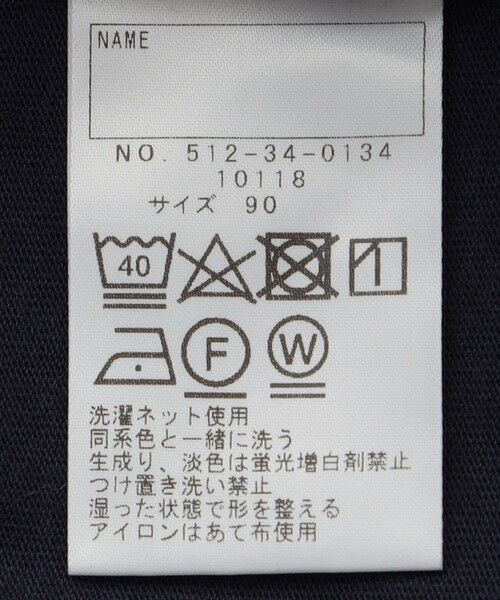 NAME
NO. 512-34-0134
10118
サイズ 90
40
F W
洗濯ネット使用
同系色と一緒に洗う
生成り、淡色は蛍光増白剤禁止
つけ置き洗い禁止
湿った状態で形を整える
アイロンはあて布使用